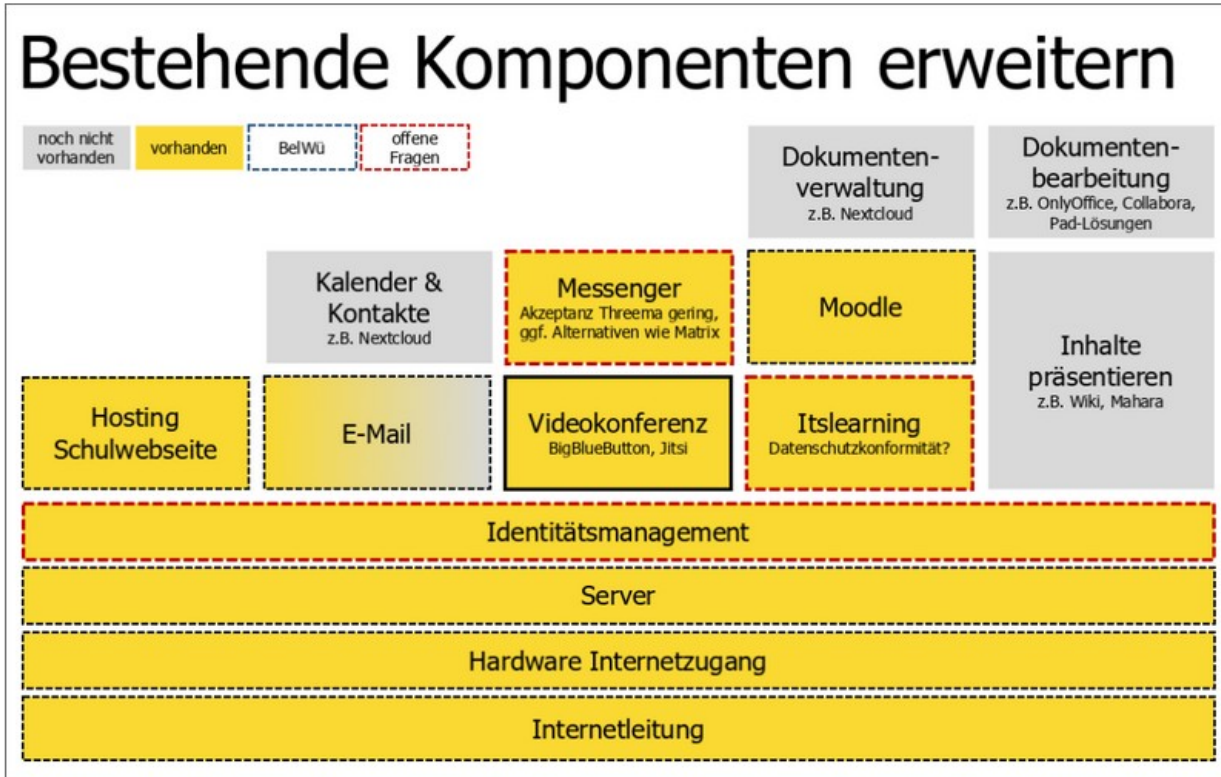 Bestehende Komponenten erweitern
noch nicht
vorhanden
vorhanden
BelWü
offene
Fragen
Dokumenten-
verwaltung
z.B. Nextcloud
Dokumenten-
bearbeitung
z.B. OnlyOffice, Collabora,
Pad-Lösungen
Kalender &
Kontakte
z.B. Nextcloud
Messenger
Akzeptanz Threema gering,
ggf. Alternativen wie Matrix
Moodle
Inhalte
präsentieren
z.B. Wiki, Mahara
Hosting
Schulwebseite
E-Mail
Videokonferenz
BigBlueButton, Jitsi
Itslearning
Datenschutzkonformität?
Identitätsmanagement
Server
Hardware Internetzugang
Internetleitung